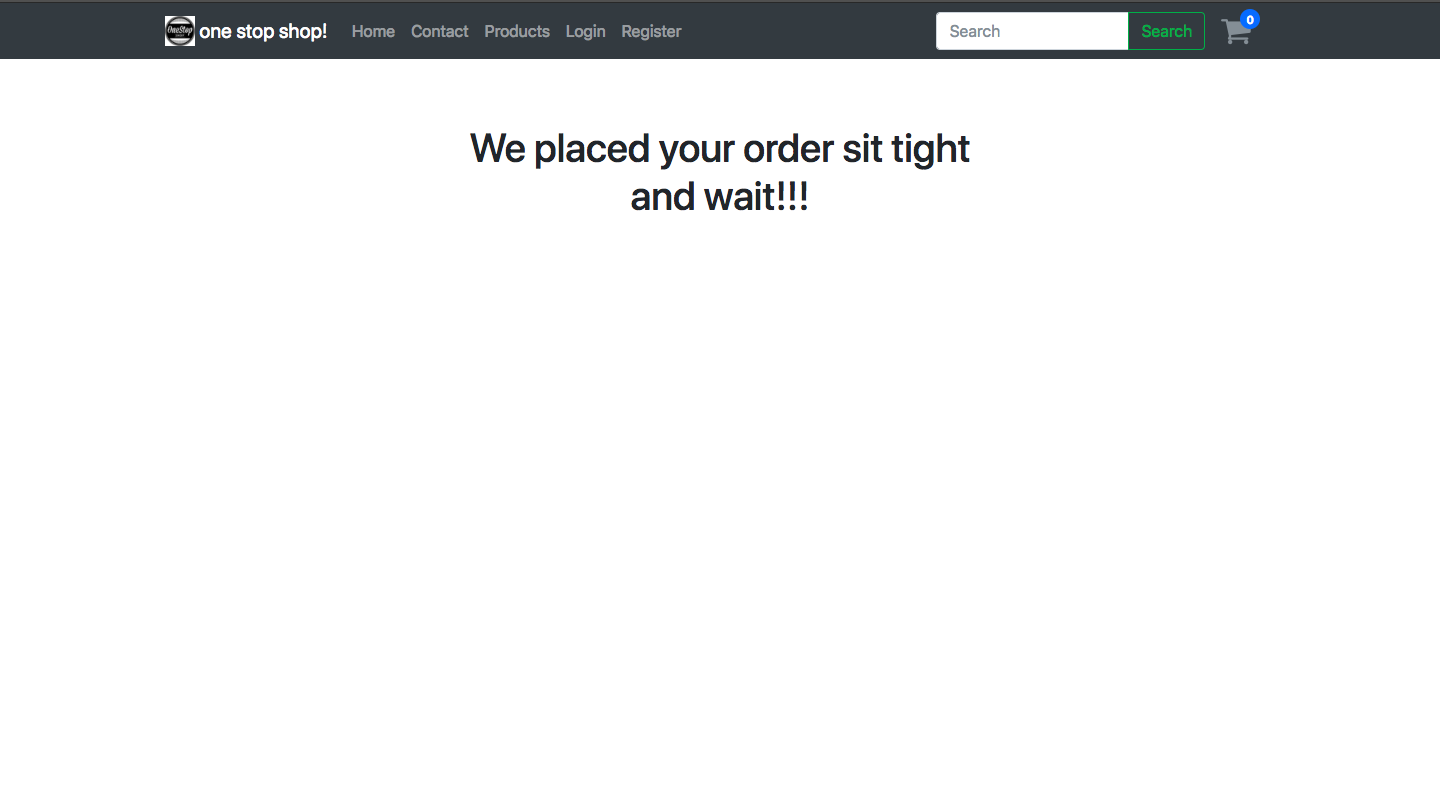 OneStop
one stop shop!
Home
Contact
Products
Login
Register
Search
Search
0
We placed your order sit tight
and wait!!!